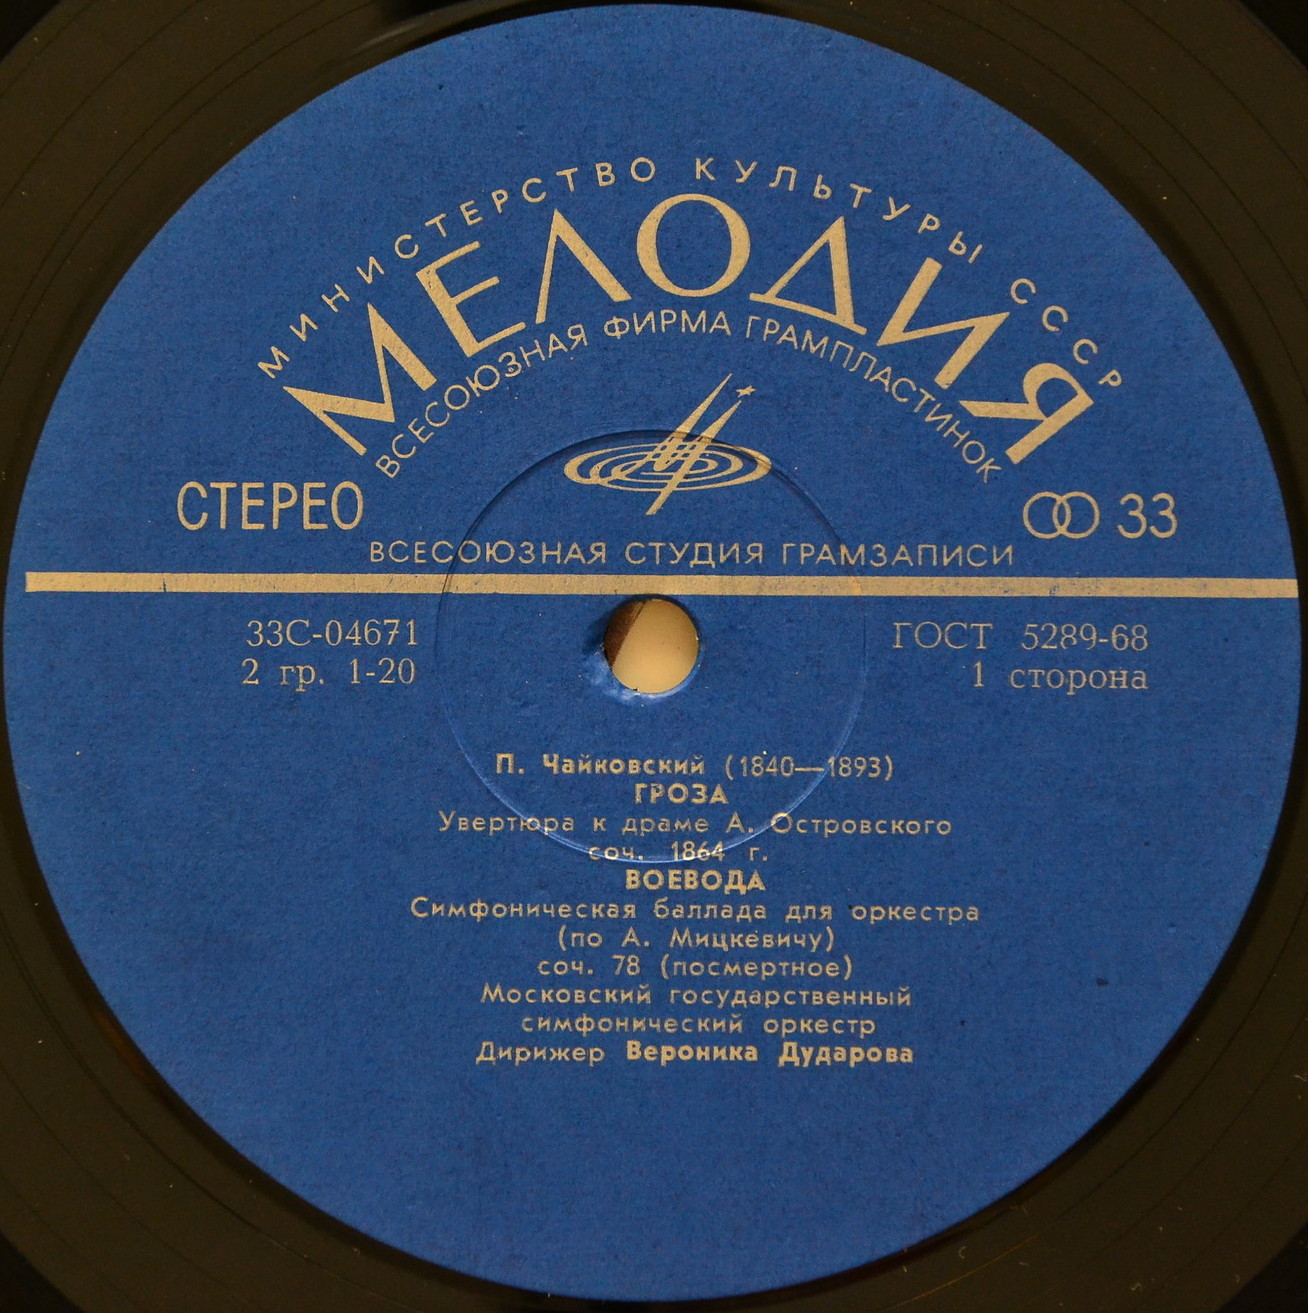 МИНИСТЕРСТВО КУЛЬТУРЫ СССР
МЕЛОДИЯ
ВСЕСОЮЗНАЯ ФИРМА ГРАМПЛАСТИНОК
СТЕРЕО
33
ВСЕСОЮЗНАЯ СТУДИЯ ГРАМЗАПИСИ
33С-04671
2 гр. 1-20
ГОСТ 5289-68
1 сторона
П. Чайковский (1840—1893)
ГРОЗА
Увертюра к драме А. Островского
соч. 1864 г.
ВОЕВОДА
Симфоническая баллада для оркестра
(по А. Мицкевичу)
соч. 78 (посмертное)
Московский государственный
симфонический оркестр
Дирижер Вероника Дударова